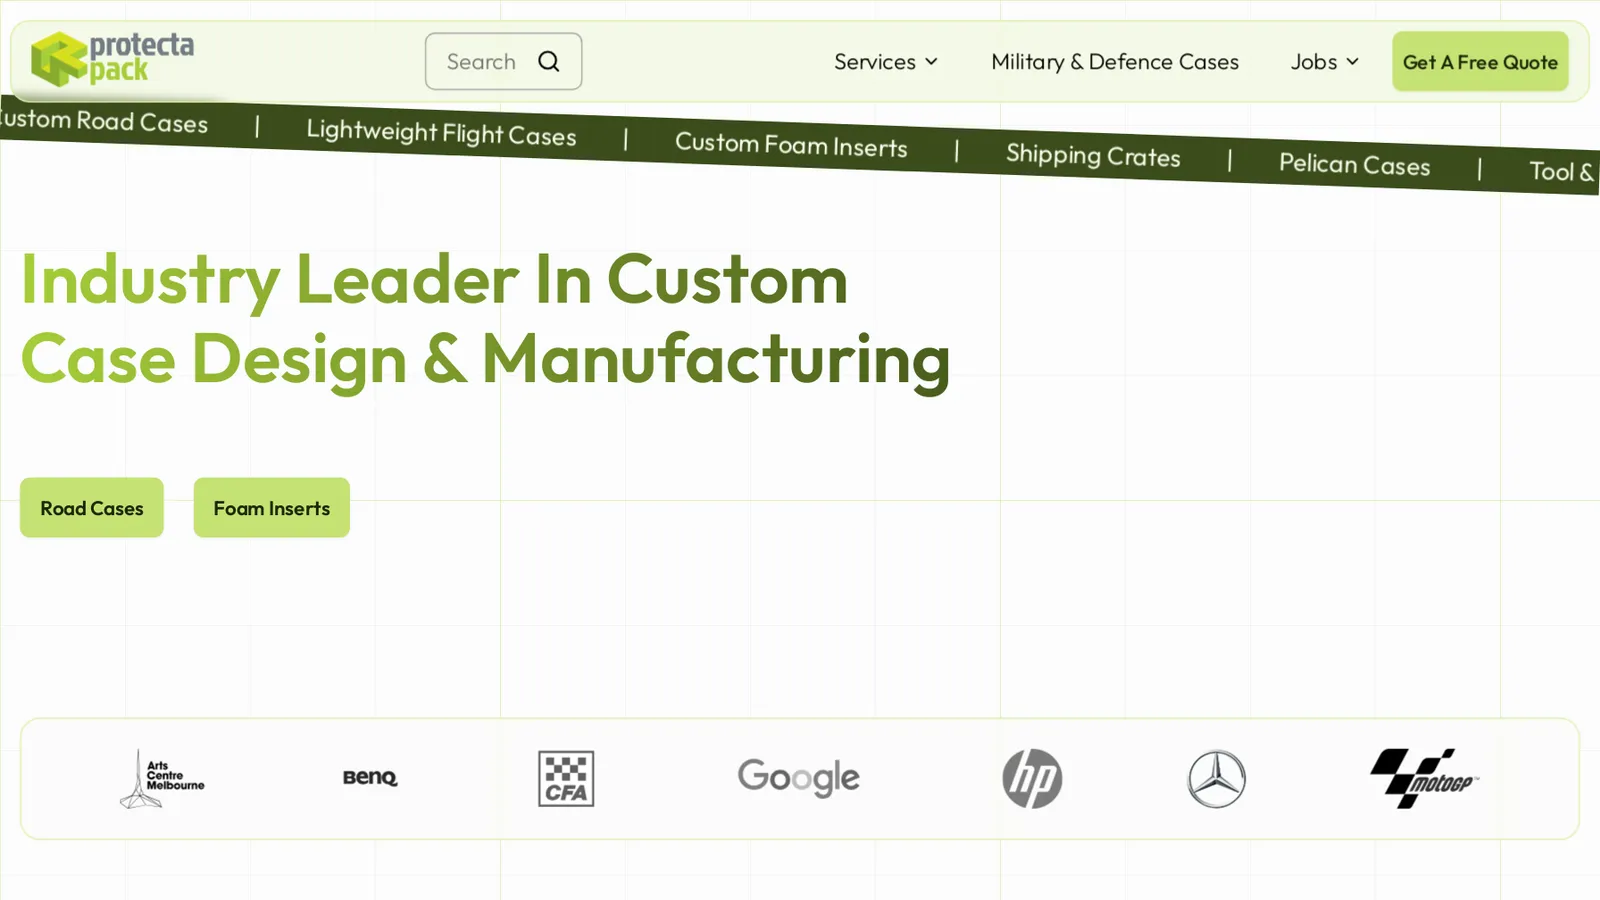 protecta
pack
Search
Services
Military & Defence Cases
Jobs
Get A Free Quote
Custom Road Cases | Lightweight Flight Cases | Custom Foam Inserts | Shipping Crates | Pelican Cases | Tool &
Industry Leader In Custom
Case Design & Manufacturing
Road Cases
Foam Inserts
Arts
Centre
Melbourne
BenQ
CFA
Google
hp
motoGP™